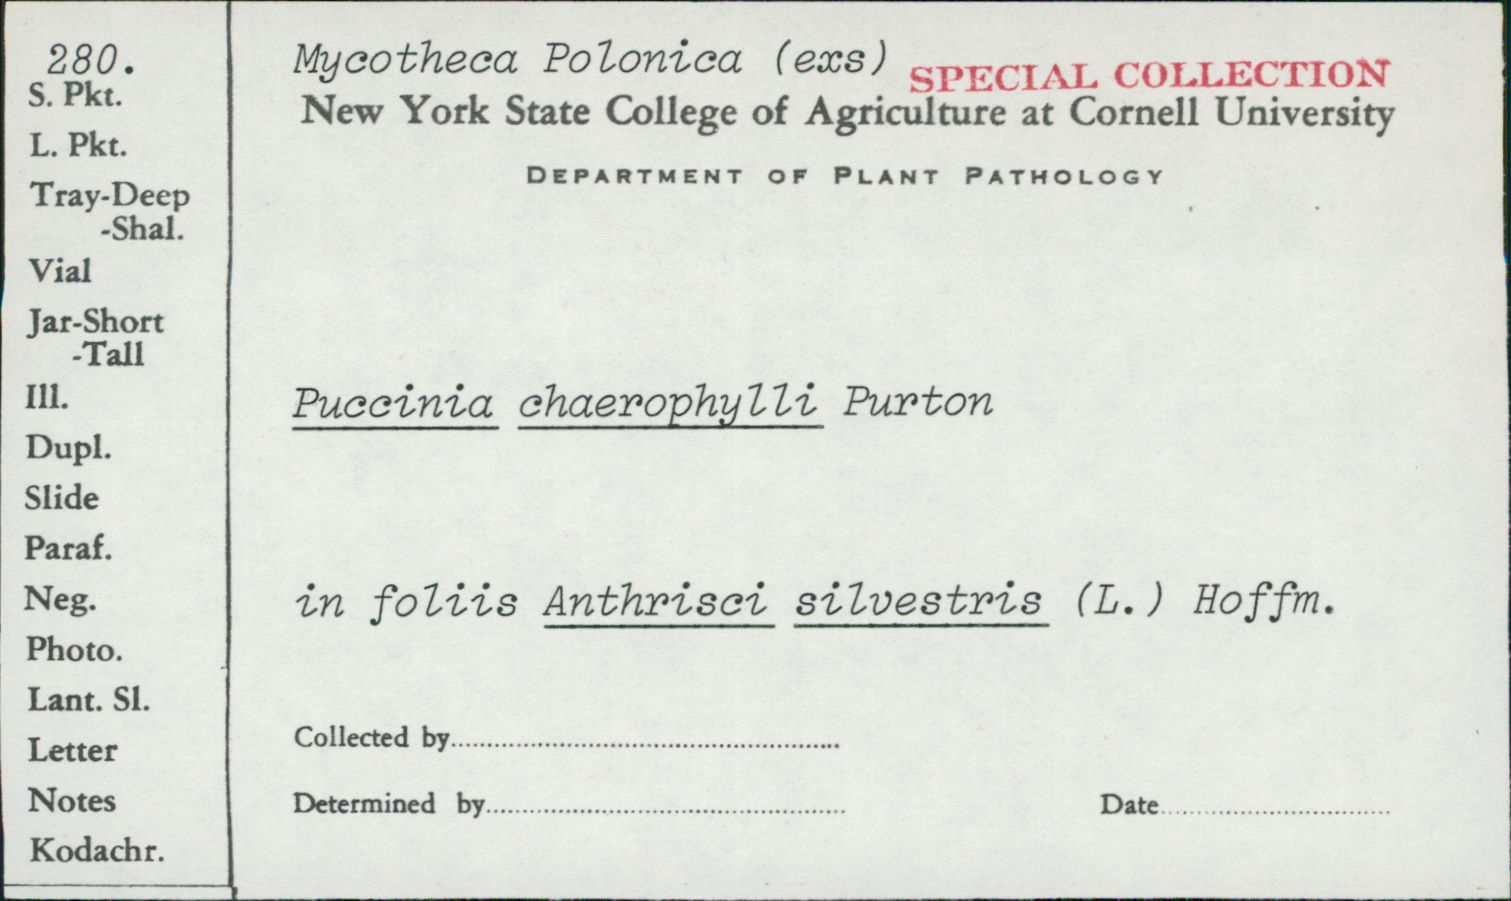 280.
S. Pkt.
L. Pkt.
Tray-Deep
-Shal.
Vial
Jar-Short
-Tall
Ill.
Dupl.
Slide
Paraf.
Neg.
Photo.
Lant. Sl.
Letter
Notes
Kodachr.
Mycotheca Polonica (exs)
SPECIAL COLLECTION
New York State College of Agriculture at Cornell University
DEPARTMENT OF PLANT PATHOLOGY
Puccinia chaerophylli Purton
in foliis Anthrisci silvestris (L.) Hoffm.
Collected by
Determined by
Date